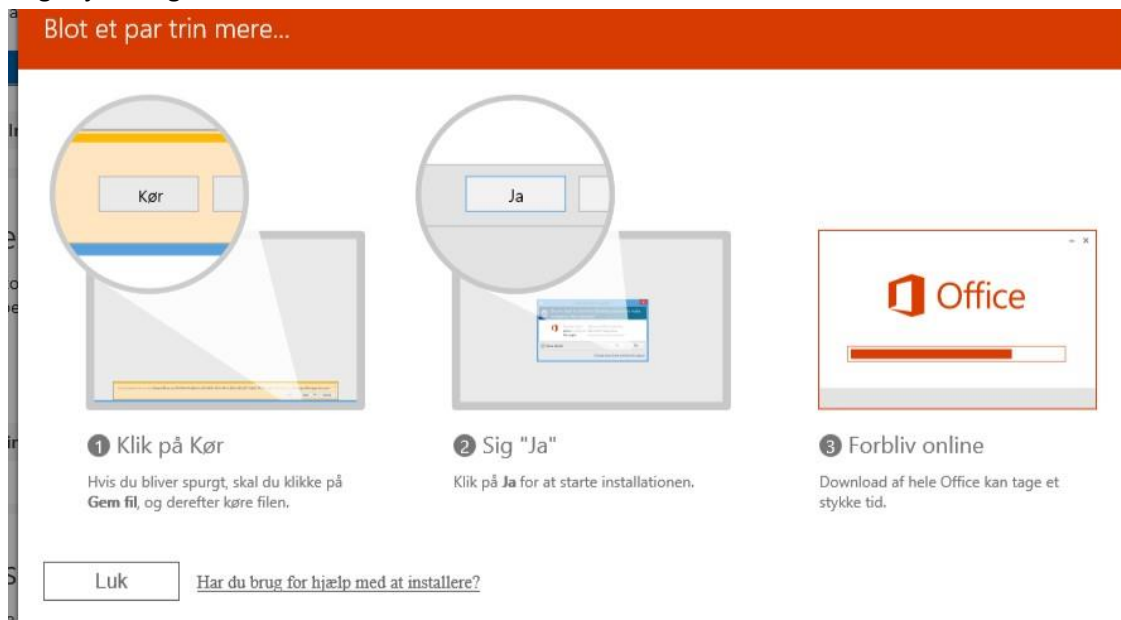 Blot et par trin mere...
Kør
Ja
Office
1 Klik på Kør
Hvis du bliver spurgt, skal du klikke på
Gem fil, og derefter køre filen.
2 Sig "Ja"
Klik på Ja for at starte installationen.
3 Forbliv online
Download af hele Office kan tage et
stykke tid.
Luk
Har du brug for hjælp med at installere?